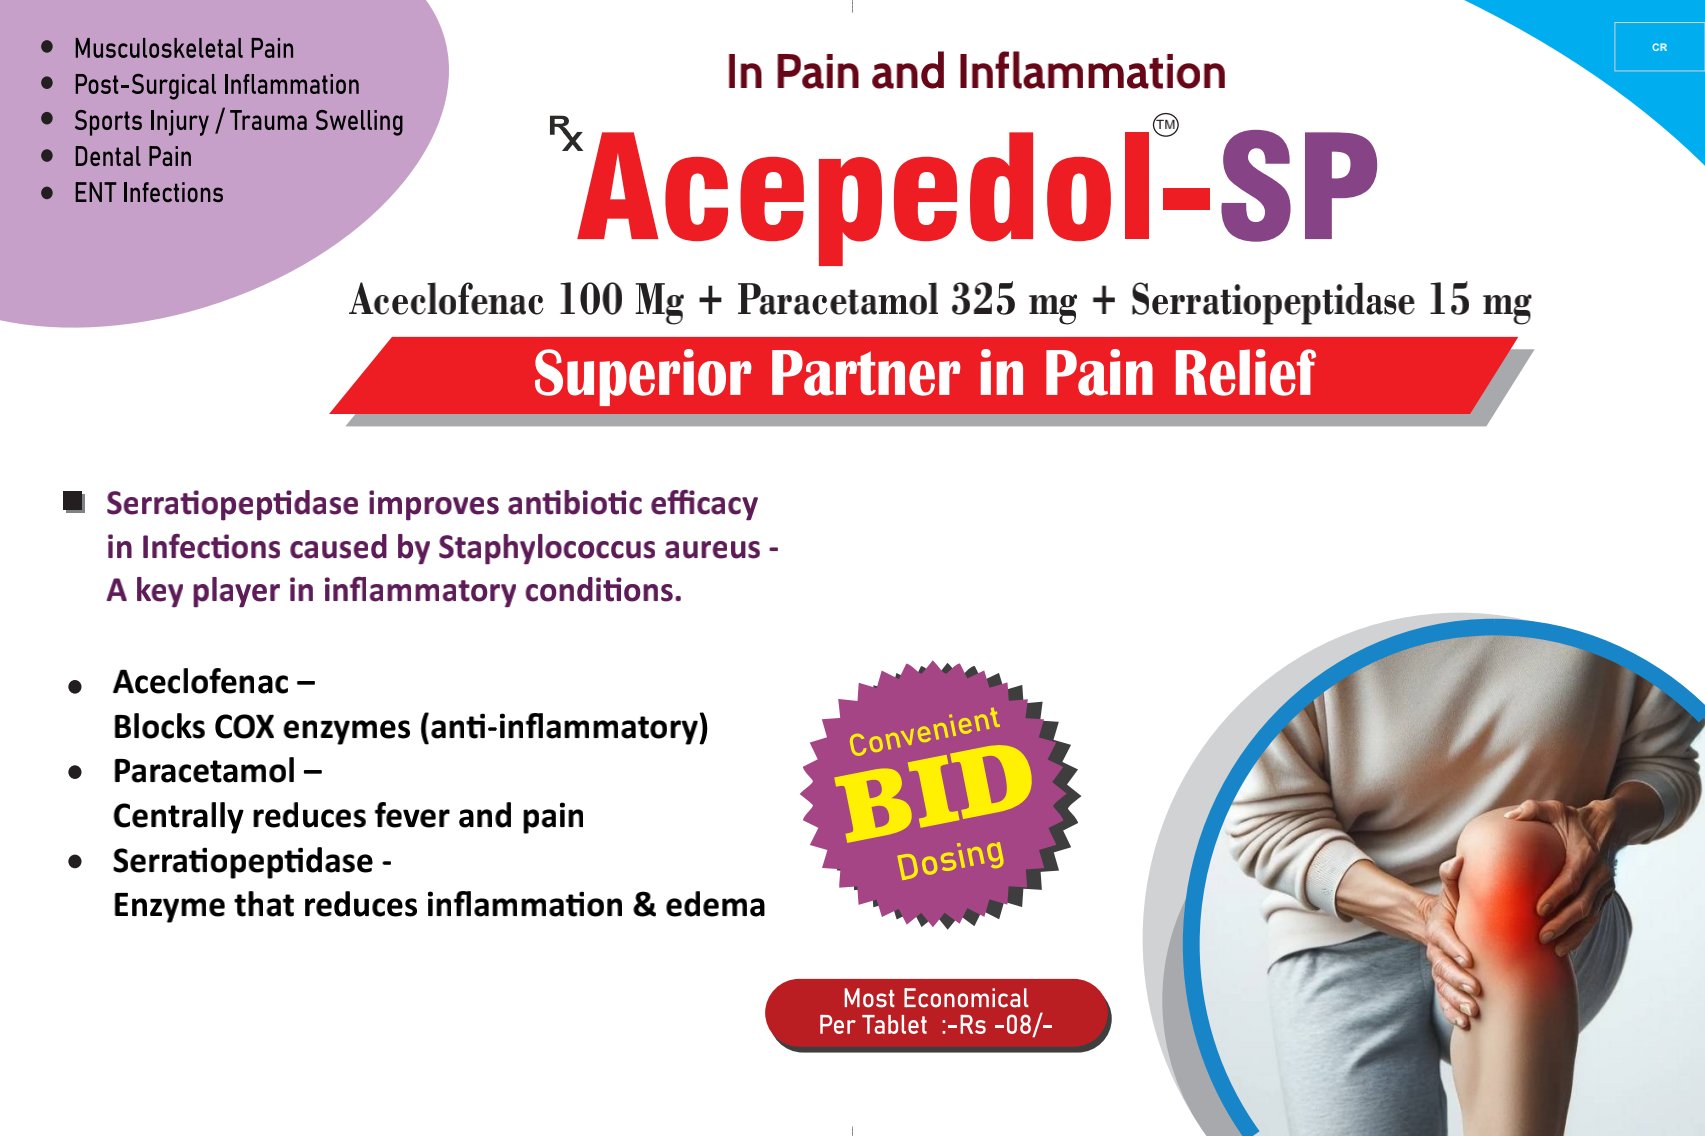 Musculoskeletal Pain
Post-Surgical Inflammation
Sports Injury / Trauma Swelling
Dental Pain
ENT Infections
CR
In Pain and Inflammation
Rx Acepedol-SP TM
Aceclofenac 100 Mg + Paracetamol 325 mg + Serratiopeptidase 15 mg
Superior Partner in Pain Relief
Serratiopeptidase improves antibiotic efficacy
in Infections caused by Staphylococcus aureus -
A key player in inflammatory conditions.
Aceclofenac –
Blocks COX enzymes (anti-inflammatory)
Paracetamol –
Centrally reduces fever and pain
Serratiopeptidase -
Enzyme that reduces inflammation & edema
Convenient
BID
Dosing
Most Economical
Per Tablet :-Rs -08/-